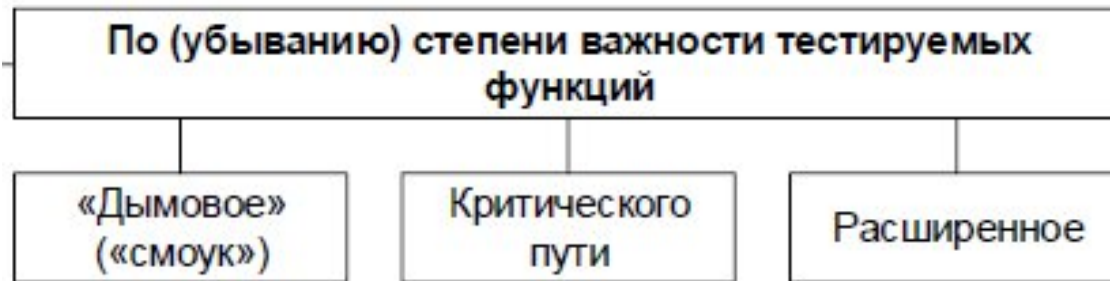 По (убыванию) степени важности тестируемых
функций
«Дымовое»
(«смоук»)
Критического
пути
Расширенное